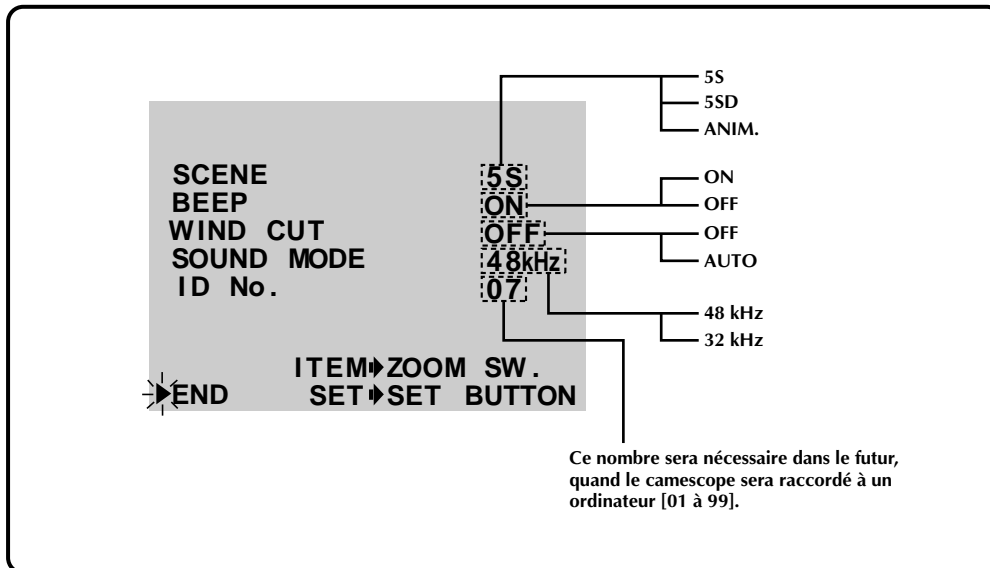 SCENE 5S
BEEP ON
WIND CUT OFF
SOUND MODE 48kHz
ID No. 07
ITEM ZOOM SW.
END SET SET BUTTON
5S
5SD
ANIM.
ON
OFF
OFF
AUTO
48 kHz
32 kHz
Ce nombre sera nécessaire dans le futur,
quand le camescope sera raccordé à un
ordinateur [01 à 99].